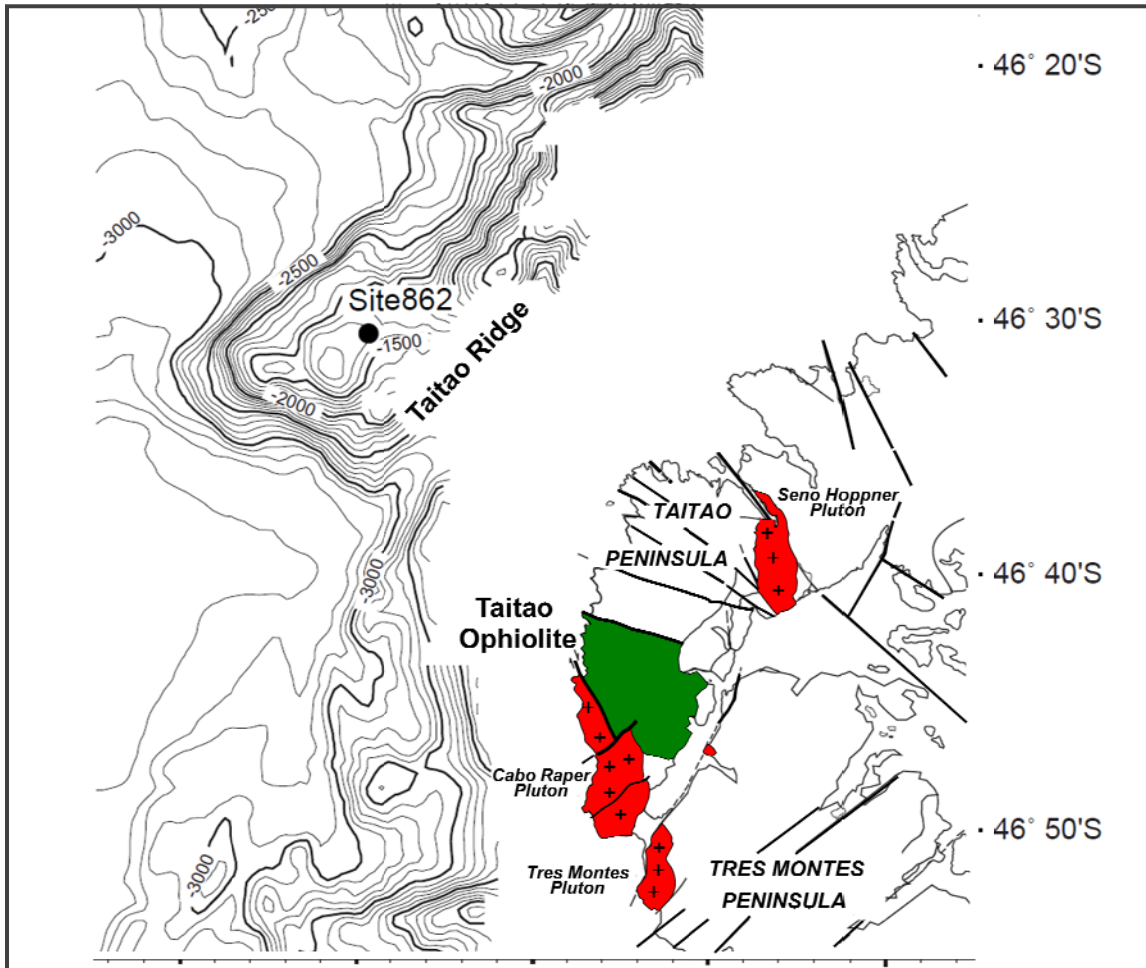 -2500
-2000
46° 20'S
-3000
-2500
Site862
-1500
46° 30'S
Taitao Ridge
-2000
Seno Hoppner
Pluton
TAITAO
PENINSULA
46° 40'S
-3000
Taitao
Ophiolite
Cabo Raper
Pluton
46° 50'S
Tres Montes
Pluton
TRES MONTES
PENINSULA
-3000